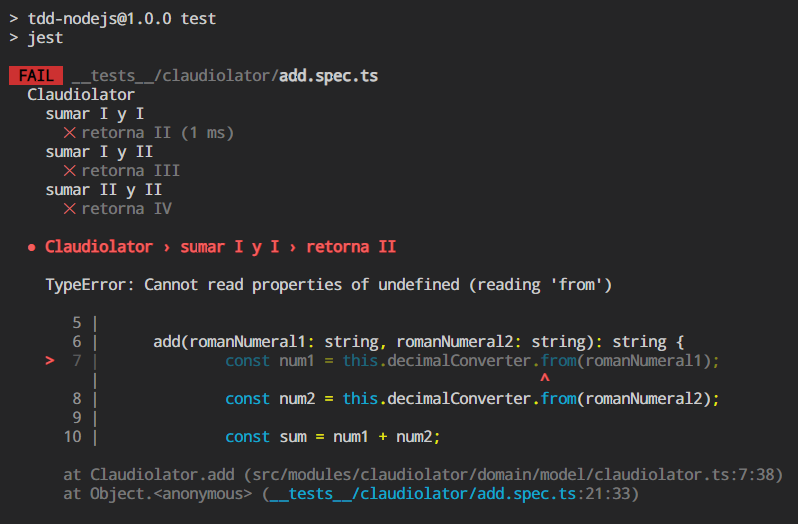 > tdd-nodejs@1.0.0 test
> jest
FAIL __tests__/claudiolator/add.spec.ts
Claudiolator
sumar I y I
✕ retorna II (1 ms)
sumar I y II
✕ retorna III
sumar II y II
✕ retorna IV
● Claudiolator › sumar I y I › retorna II
TypeError: Cannot read properties of undefined (reading 'from')
5 |
6 | add(romanNumeral1: string, romanNumeral2: string): string {
> 7 | const num1 = this.decimalConverter.from(romanNumeral1);
| ^
8 | const num2 = this.decimalConverter.from(romanNumeral2);
9 |
10 | const sum = num1 + num2;
at Claudiolator.add (src/modules/claudiolator/domain/model/claudiolator.ts:7:38)
at Object.<anonymous> (__tests__/claudiolator/add.spec.ts:21:33)